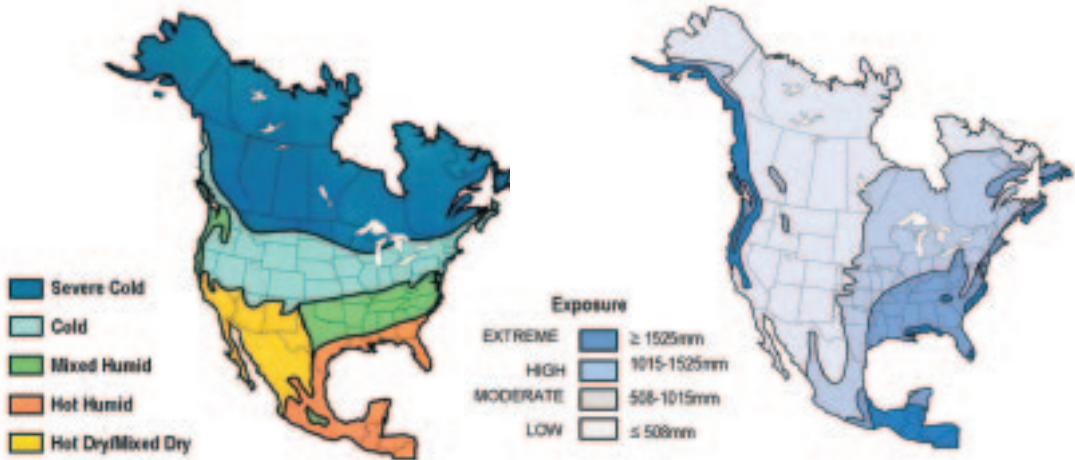 Severe Cold
Cold
Mixed Humid
Hot Humid
Hot Dry/Mixed Dry
Exposure
EXTREME ≥ 1525mm
HIGH 1015-1525mm
MODERATE 508-1015mm
LOW ≤ 508mm